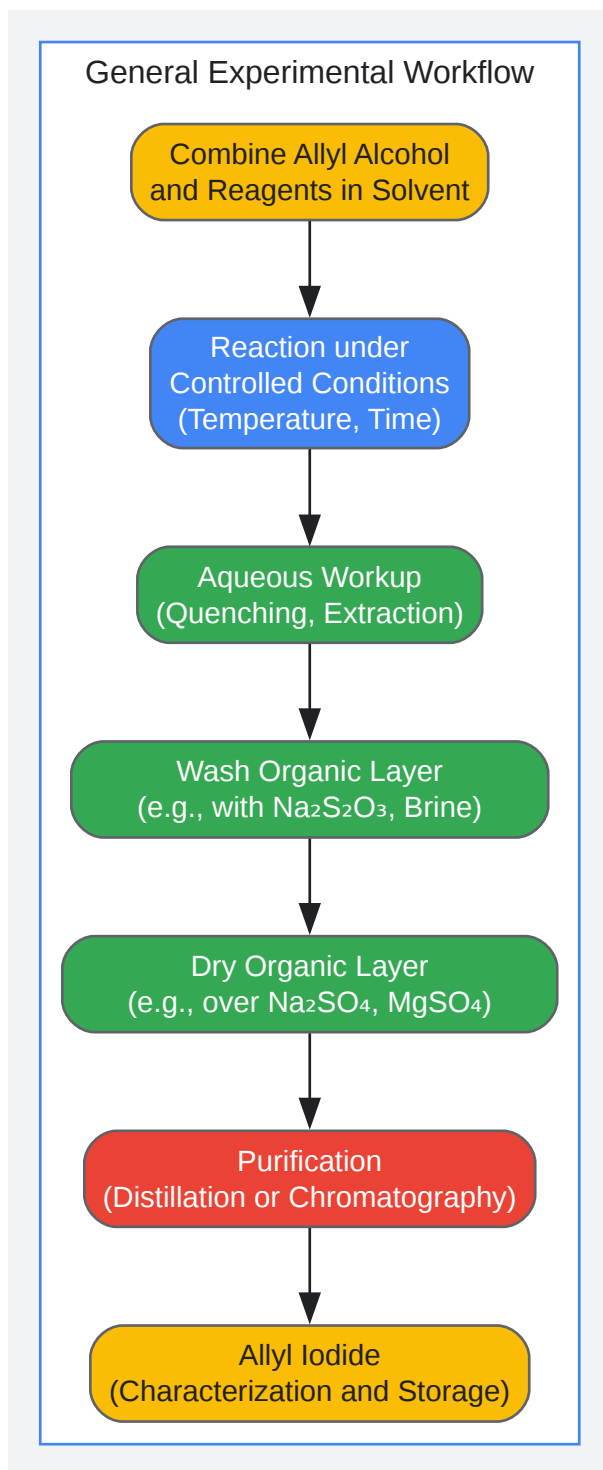 General Experimental Workflow
Combine Allyl Alcohol
and Reagents in Solvent
Reaction under
Controlled Conditions
(Temperature, Time)
Aqueous Workup
(Quenching, Extraction)
Wash Organic Layer
(e.g., with Na₂S₂O₃, Brine)
Dry Organic Layer
(e.g., over Na₂SO₄, MgSO₄)
Purification
(Distillation or Chromatography)
Allyl Iodide
(Characterization and Storage)